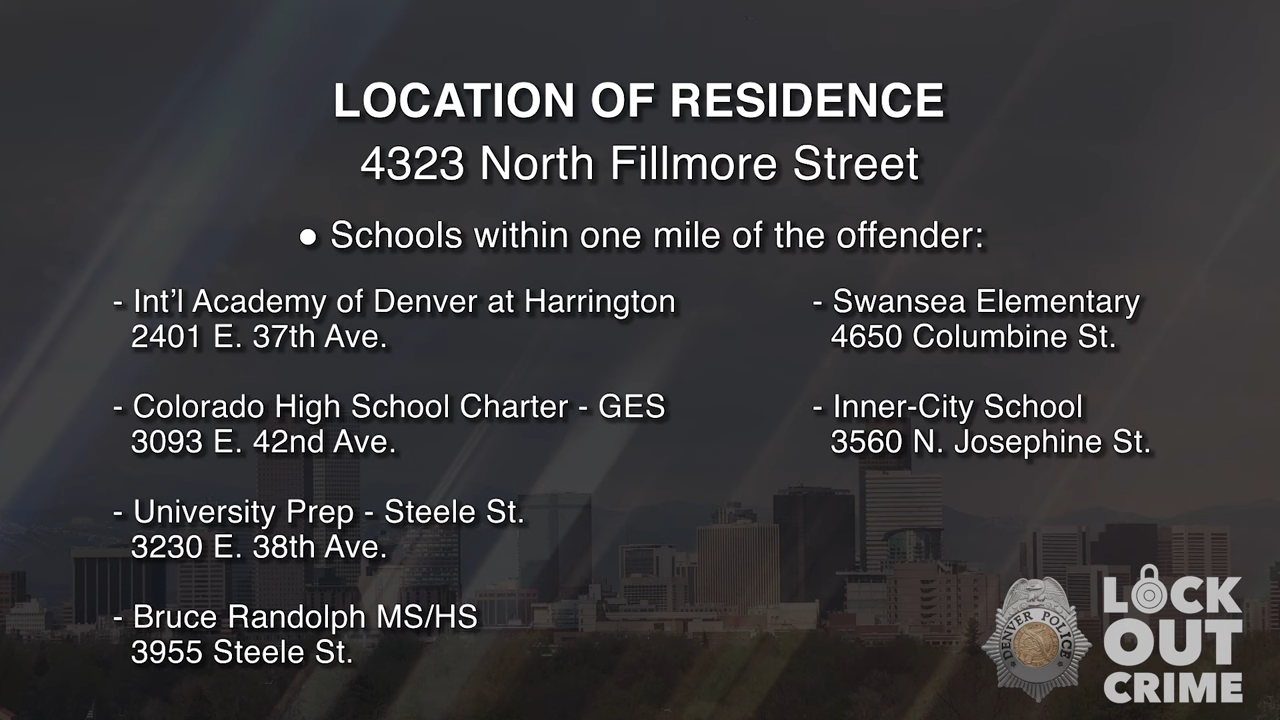 LOCATION OF RESIDENCE
4323 North Fillmore Street
● Schools within one mile of the offender:
- Int'l Academy of Denver at Harrington
2401 E. 37th Ave.
- Colorado High School Charter - GES
3093 E. 42nd Ave.
- University Prep - Steele St.
3230 E. 38th Ave.
- Bruce Randolph MS/HS
3955 Steele St.
- Swansea Elementary
4650 Columbine St.
- Inner-City School
3560 N. Josephine St.
DENVER POLICE
LOCK
OUT
CRIME